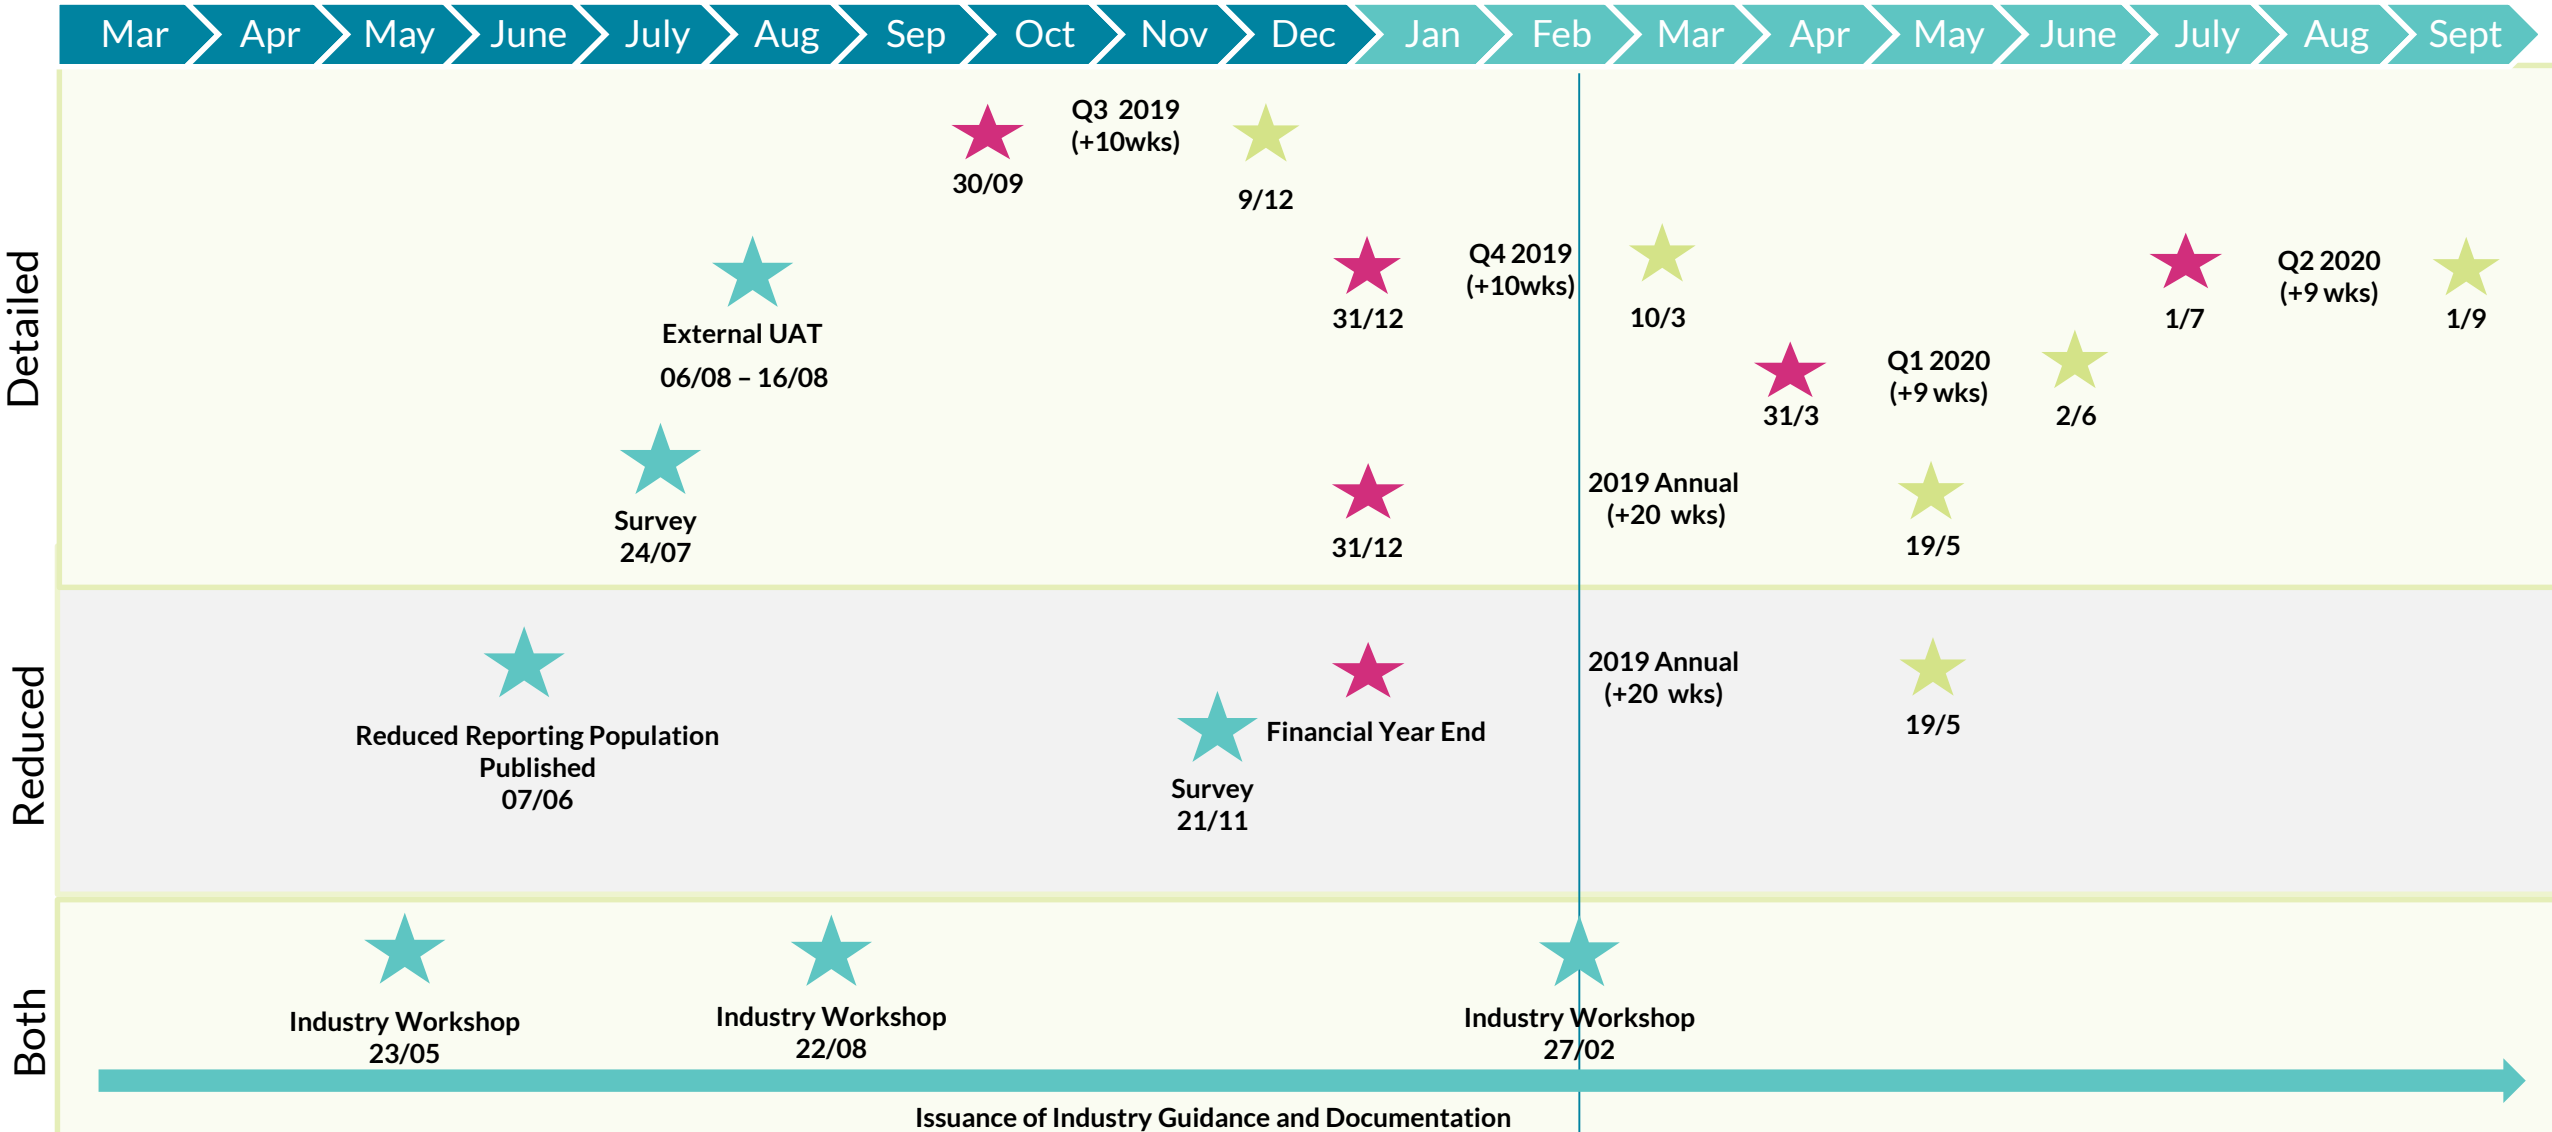 Mar Apr May June July Aug Sep Oct Nov Dec Jan Feb Mar Apr May June July Aug Sept
Detailed
Q3 2019
(+10wks)
30/09
9/12
External UAT
06/08 – 16/08
31/12
Q4 2019
(+10wks)
10/3
1/7
Q2 2020
(+9 wks)
1/9
31/3
Q1 2020
(+9 wks)
2/6
Survey
24/07
31/12
2019 Annual
(+20 wks)
19/5
Reduced
Reduced Reporting Population
Published
07/06
Survey
21/11
Financial Year End
2019 Annual
(+20 wks)
19/5
Both
Industry Workshop
23/05
Industry Workshop
22/08
Industry Workshop
27/02
Issuance of Industry Guidance and Documentation